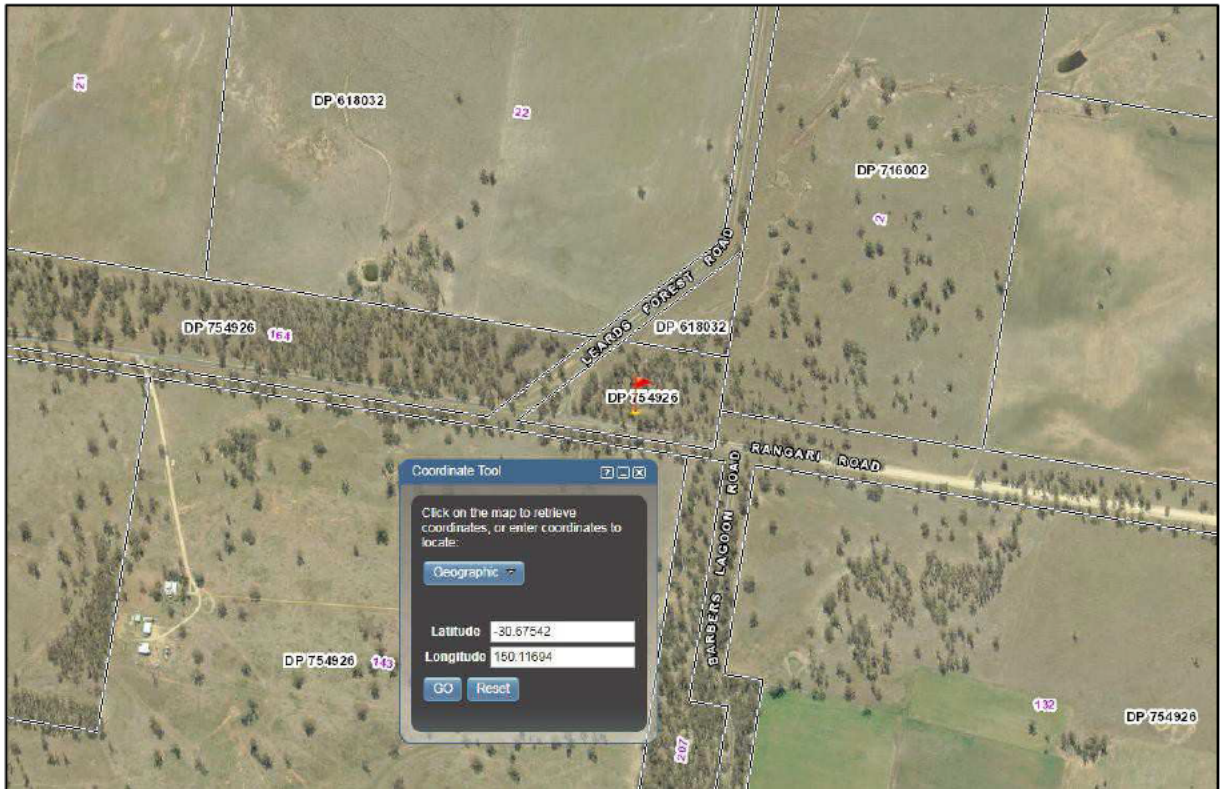 21
DP 618032
22
DP 716002
2
LEARDS FOREST ROAD
DP 754926
164
DP 618032
DP 754926
RANGARI ROAD
BARBERS LAGOON ROAD
Coordinate Tool
Click on the map to retrieve
coordinates, or enter coordinates to
locate:
Geographic
Latitude -30.67542
Longitude 150.11694
GO Reset
DP 754926 143
132
DP 754926
207